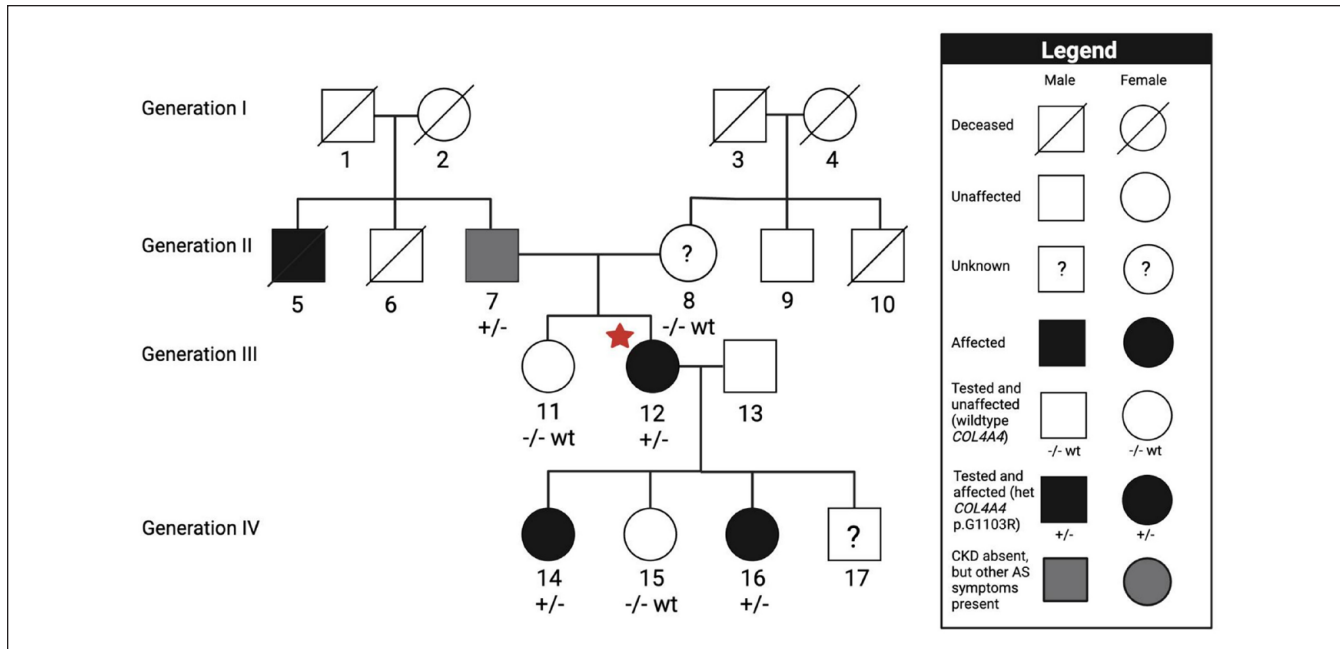 Generation I
1
2
3
4
Generation II
?
5
6
7
8
9
10
+/-
-/- wt
Generation III
11
12
13
-/- wt
+/-
Generation IV
?
14
15
16
17
+/-
-/- wt
+/-
Legend
Male
Female
Deceased
Unaffected
Unknown
?
?
Affected
Tested and
unaffected
(wildtype
COL4A4)
-/- wt
-/- wt
Tested and
affected (het
COL4A4
p.G1103R)
+/-
+/-
CKD absent,
but other AS
symptoms
present